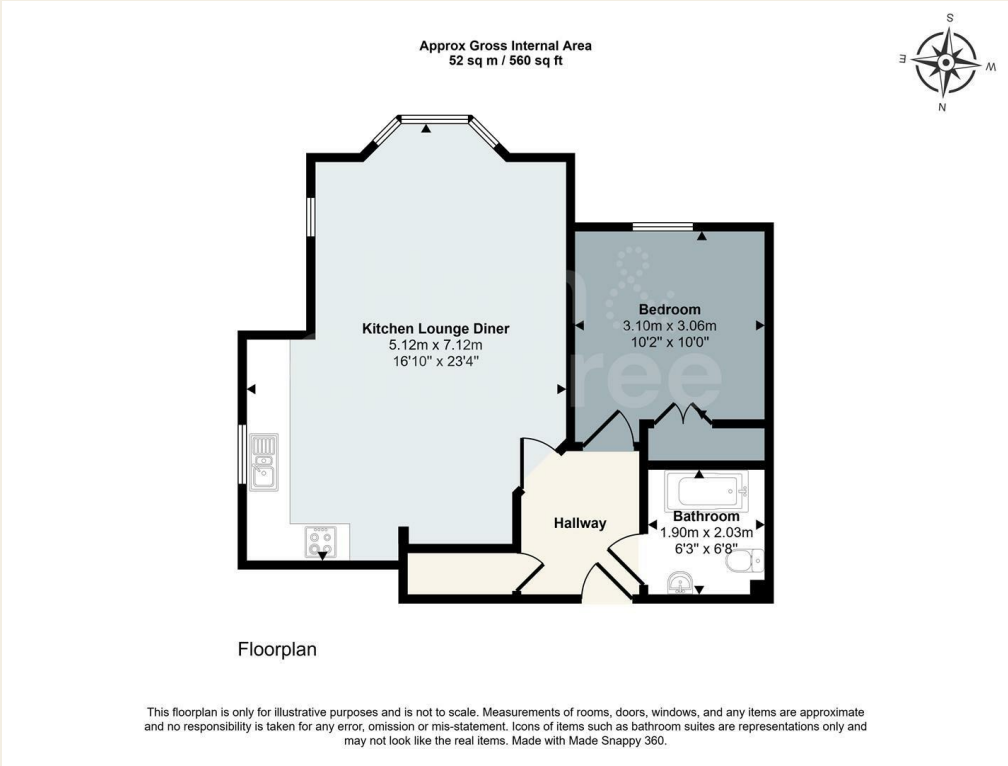 Approx Gross Internal Area
52 sq m / 560 sq ft
S
E
W
N
Kitchen Lounge Diner
5.12m x 7.12m
16'10" x 23'4"
Bedroom
3.10m x 3.06m
10'2" x 10'0"
Hallway
Bathroom
1.90m x 2.03m
6'3" x 6'8"
Floorplan
This floorplan is only for illustrative purposes and is not to scale. Measurements of rooms, doors, windows, and any items are approximate
and no responsibility is taken for any error, omission or mis-statement. Icons of items such as bathroom suites are representations only and
may not look like the real items. Made with Made Snappy 360.